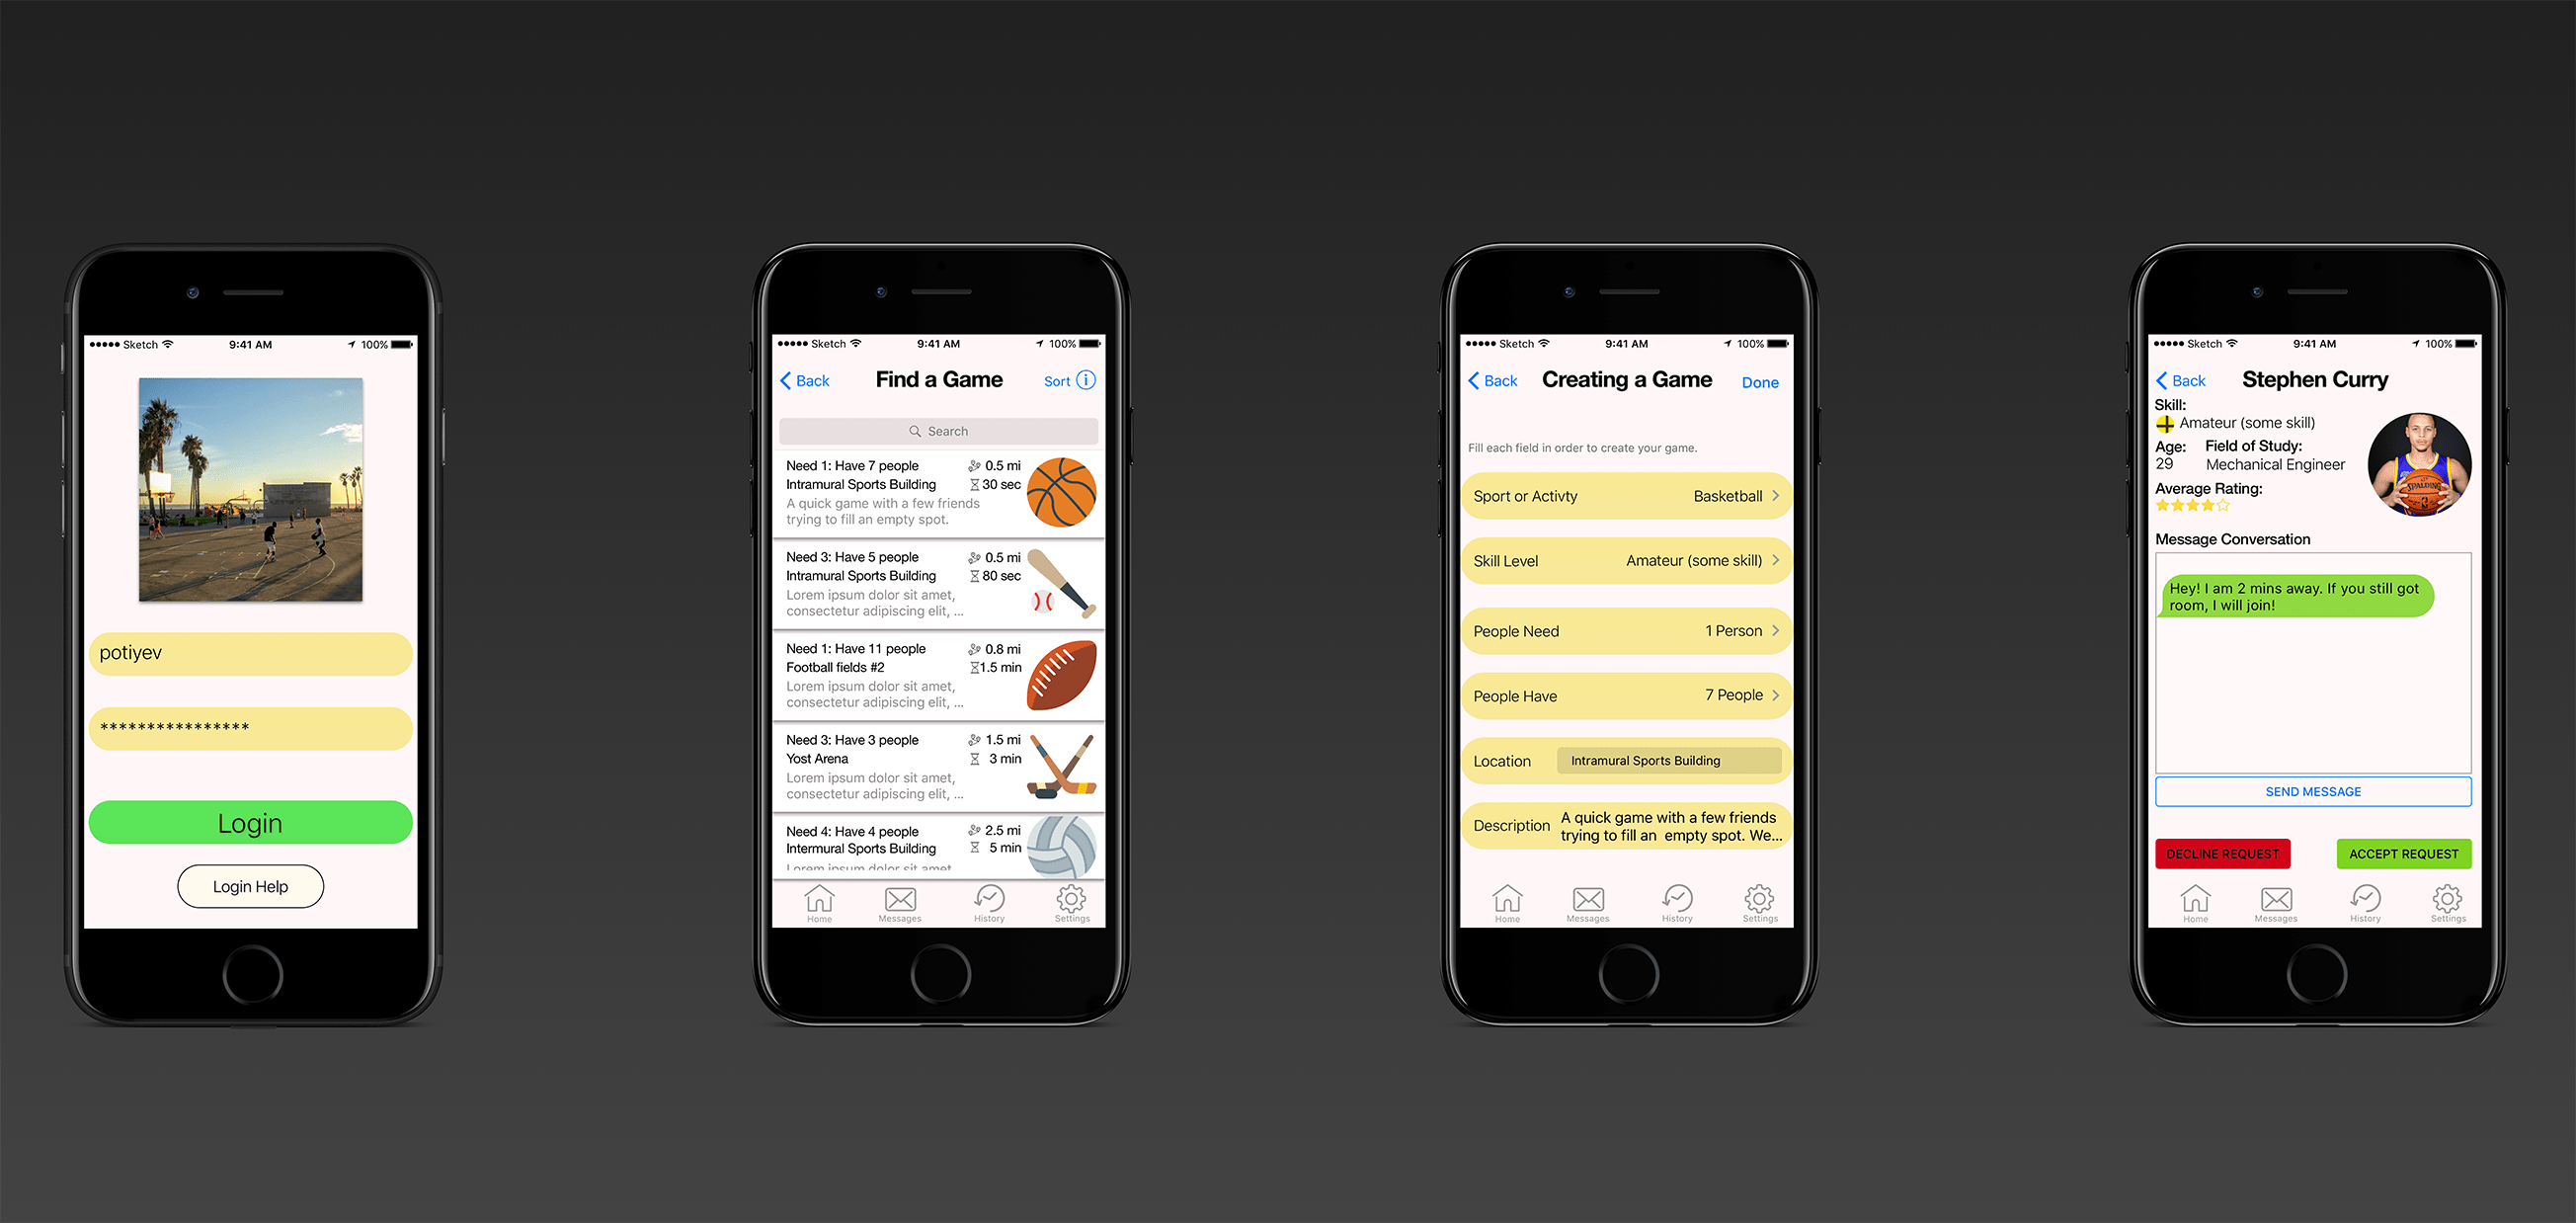 ●●●●● Sketch 9:41 AM 100%
potiyev
****************
Login
Login Help
●●●●● Sketch 9:41 AM 100%
Back Find a Game Sort i
Search
Need 1: Have 7 people 0.5 mi
Intramural Sports Building 30 sec
A quick game with a few friends
trying to fill an empty spot.
Need 3: Have 5 people 0.5 mi
Intramural Sports Building 80 sec
Lorem ipsum dolor sit amet,
consectetur adipiscing elit, ...
Need 1: Have 11 people 0.8 mi
Football fields #2 1.5 min
Lorem ipsum dolor sit amet,
consectetur adipiscing elit, ...
Need 3: Have 3 people 1.5 mi
Yost Arena 3 min
Lorem ipsum dolor sit amet,
consectetur adipiscing elit, ...
Need 4: Have 4 people 2.5 mi
Intermural Sports Building 5 min
Lorem ipsum dolor sit amet
Home Messages History Settings
●●●●● Sketch 9:41 AM 100%
Back Creating a Game Done
Fill each field in order to create your game.
Sport or Activty Basketball
Skill Level Amateur (some skill)
People Need 1 Person
People Have 7 People
Location Intramural Sports Building
Description A quick game with a few friends
trying to fill an empty spot. We...
Home Messages History Settings
●●●●● Sketch 9:41 AM 100%
Back Stephen Curry
Skill:
Amateur (some skill)
Age: Field of Study:
29 Mechanical Engineer
Average Rating:
SPALDING
Message Conversation
Hey! I am 2 mins away. If you still got
room, I will join!
SEND MESSAGE
DECLINE REQUEST ACCEPT REQUEST
Home Messages History Settings